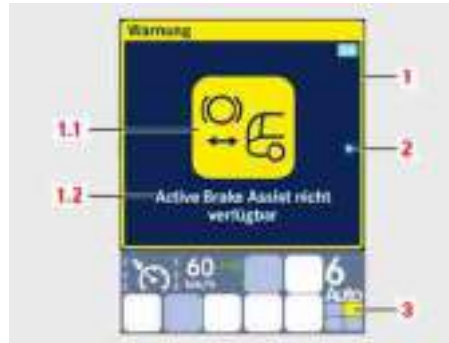 Warnung
1
1.1
2
1.2
Active Brake Assist nicht
verfügbar
60
km/h
6
Auto
3